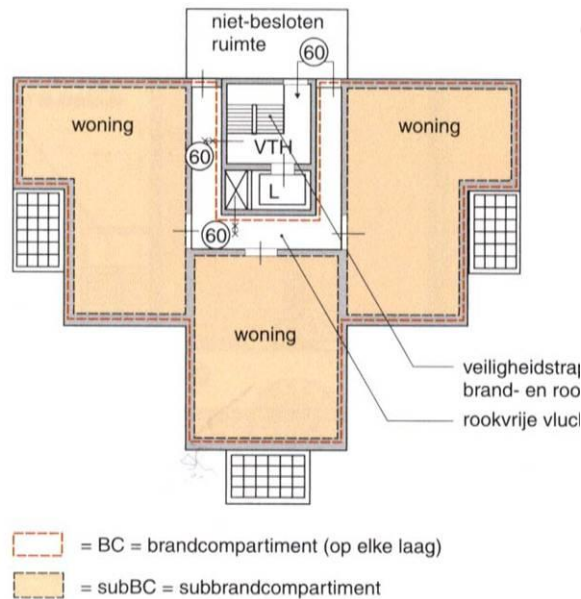 niet-besloten
ruimte
60
woning
woning
60
VTH
L
60
woning
veiligheidstrap
brand- en roo
rookvrije vluc
= BC = brandcompartiment (op elke laag)
= subBC = subbrandcompartiment